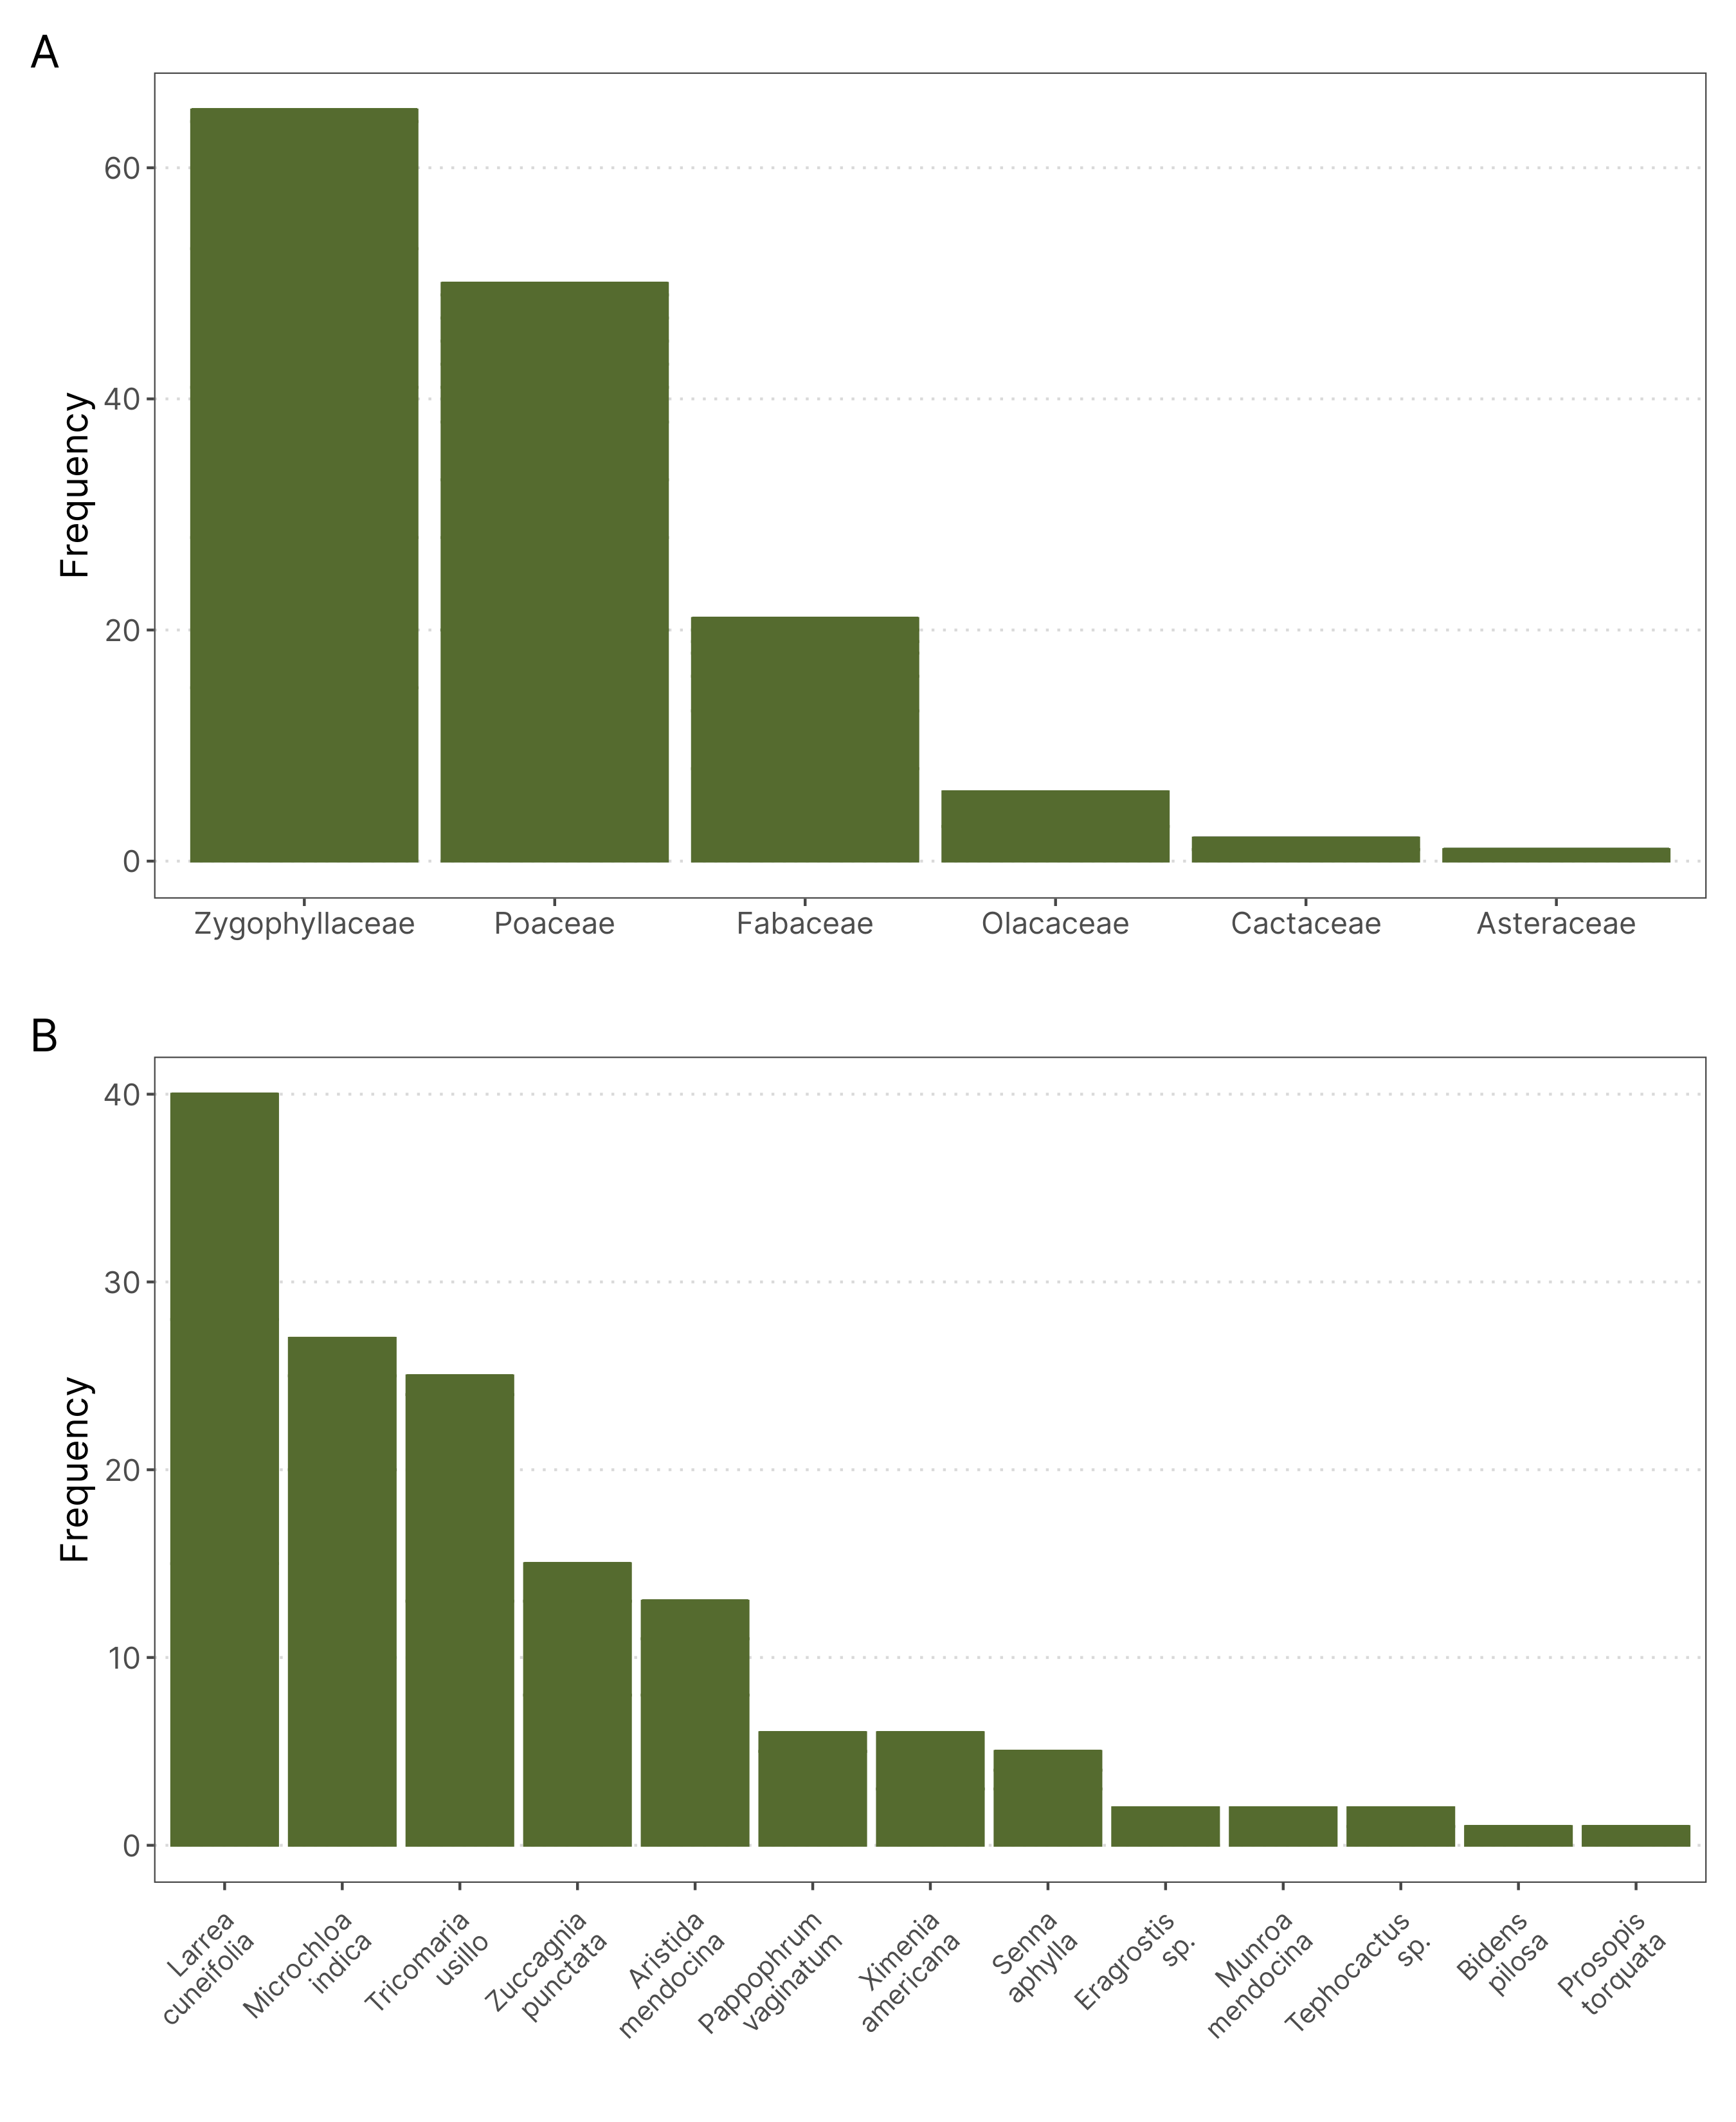 A
Frequency
60
40
20
0
Zygophyllaceae
Poaceae
Fabaceae
Olacaceae
Cactaceae
Asteraceae
B
Frequency
40
30
20
10
0
Larrea
cuneifolia
Microchloa
indica
Tricomaria
usillo
Zuccagnia
punctata
Aristida
mendocina
Pappophrum
vaginatum
Ximenia
americana
Senna
aphylla
Eragrostis
sp.
Munroa
mendocina
Tephocactus
sp.
Bidens
pilosa
Prosopis
torquata